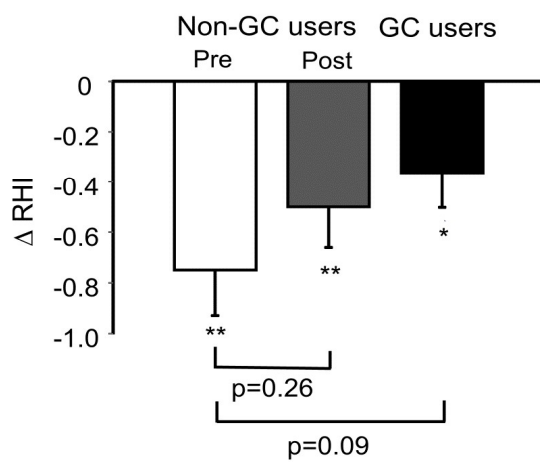 Non-GC users GC users
Pre Post
0
-0.2
-0.4
-0.6
-0.8
-1.0
Δ RHI
** ** *
p=0.26
p=0.09